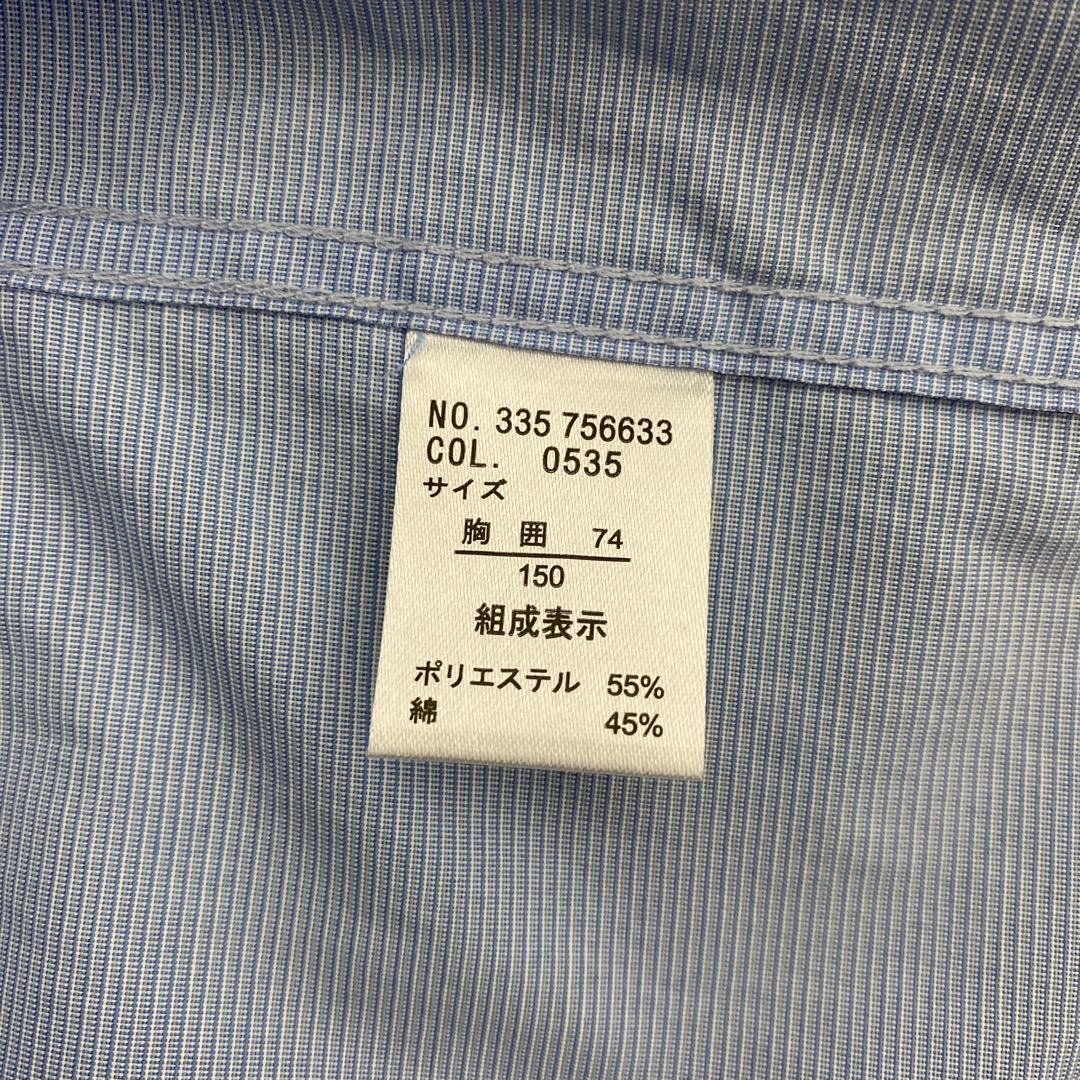 NO. 335 756633
COL. 0535
サイズ
胸 囲 74
150
組成表示
ポリエステル 55%
綿 45%